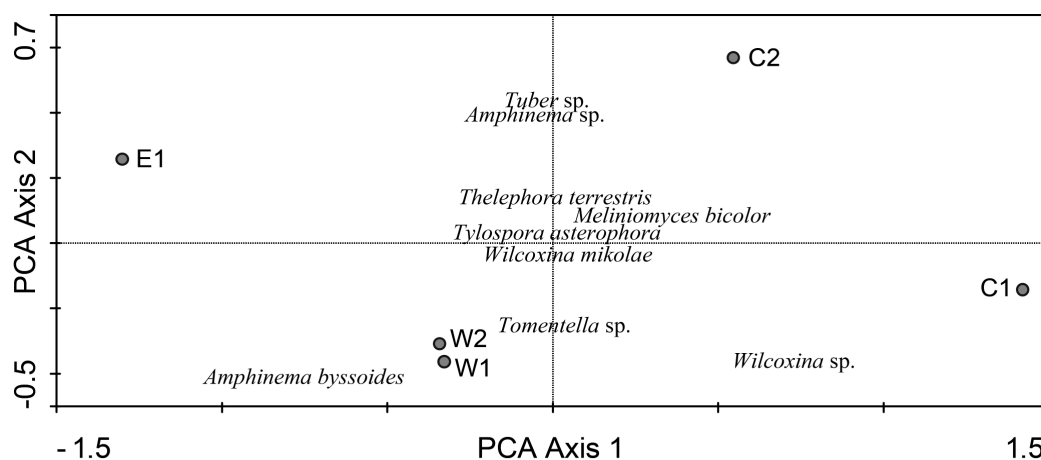 0.7
C2
Tuber sp.
Amphinema sp.
E1
PCA Axis 2
Thelephora terrestris
Meliniomyces bicolor
Tylospora asterophora
Wilcoxina mikolae
C1
Tomentella sp.
W2
W1
Wilcoxina sp.
Amphinema byssoides
-0.5
-1.5
PCA Axis 1
1.5